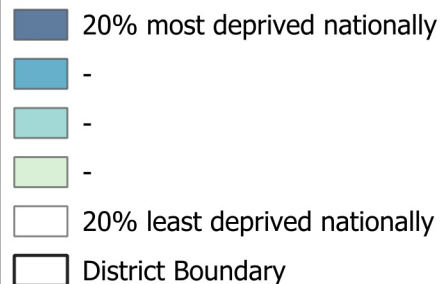 20% most deprived nationally
-
-
-
20% least deprived nationally
District Boundary